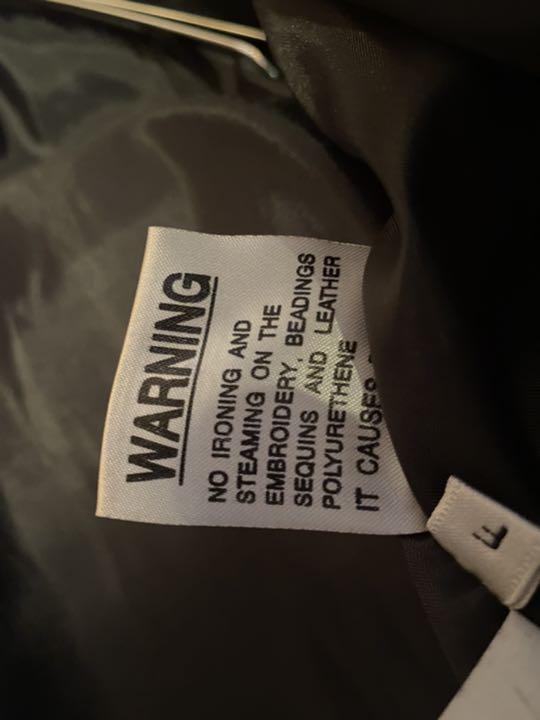 WARNING
NO IRONING AND
STEAMING ON THE
EMBROIDERY, BEADINGS
SEQUINS AND LEATHER
POLYURETHENE
IT CAUSES
F